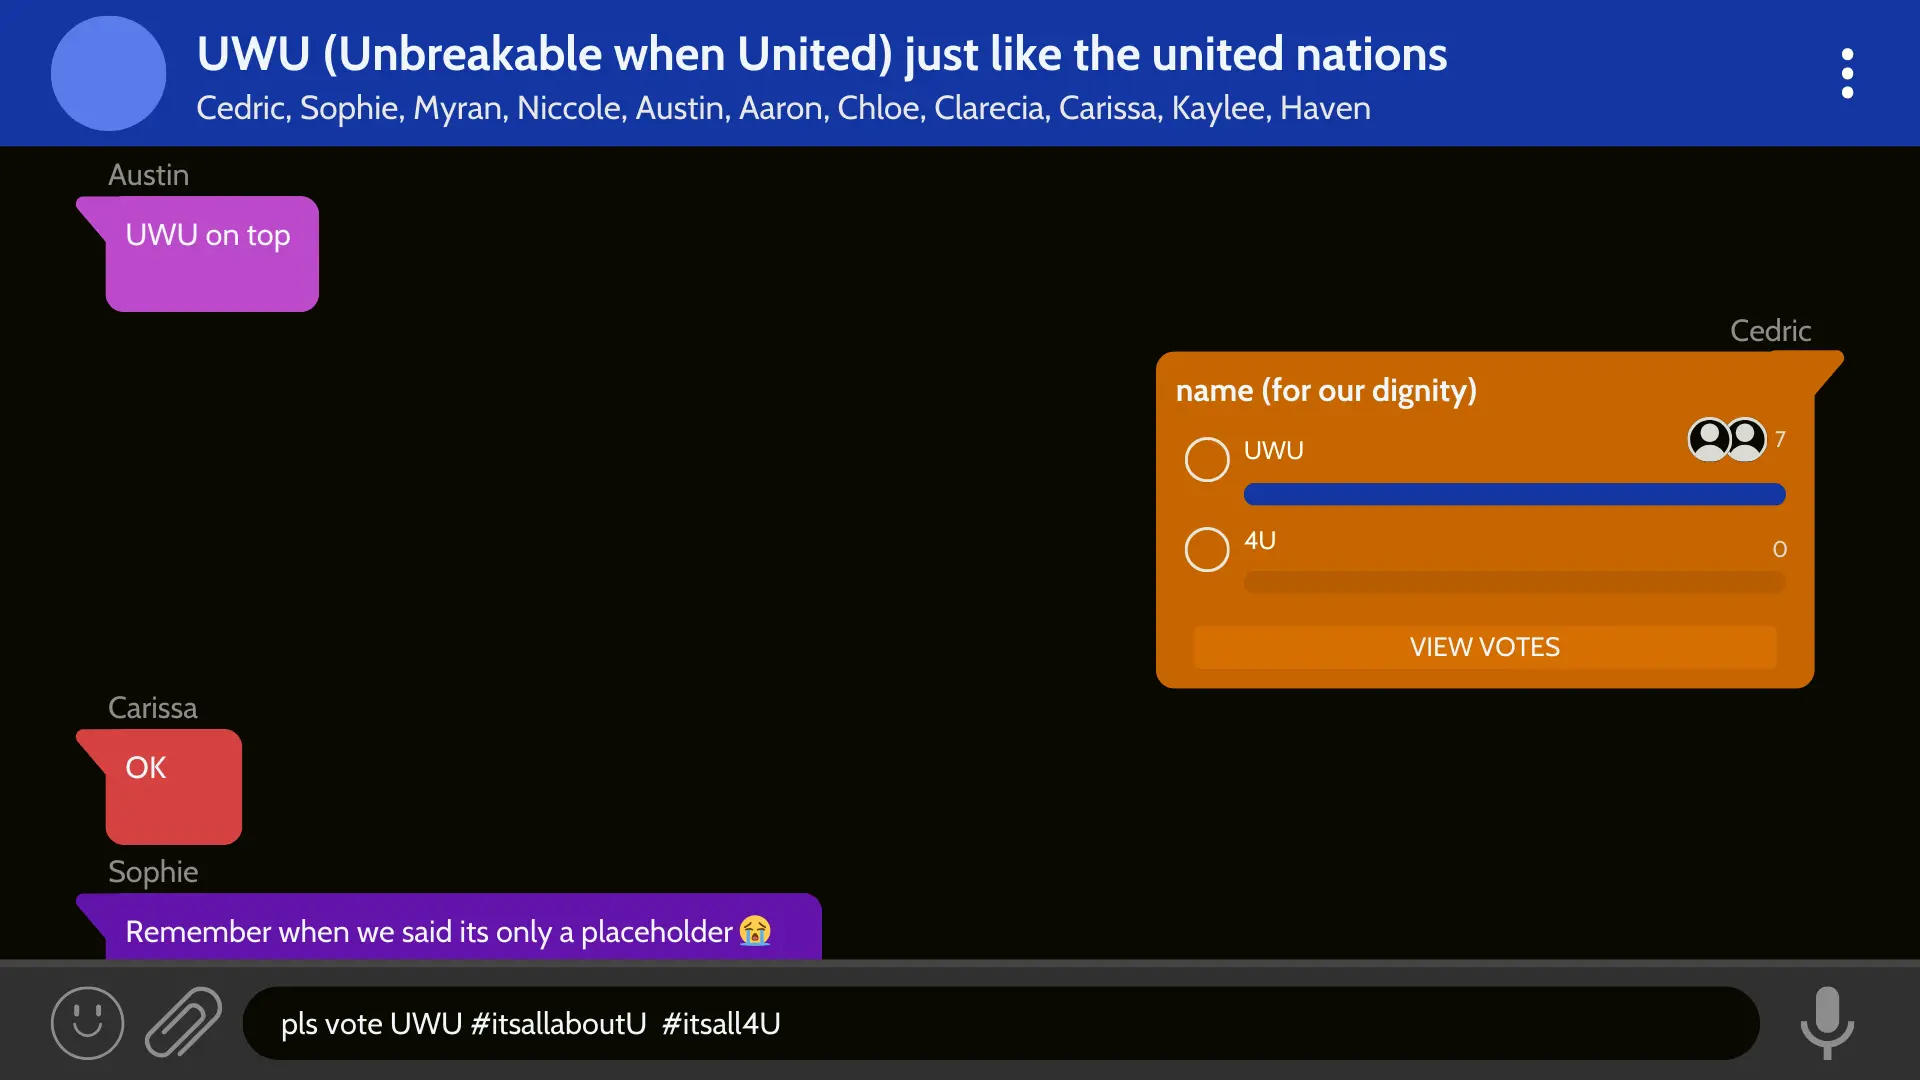 UWU (Unbreakable when United) just like the united nations
Cedric, Sophie, Myran, Niccole, Austin, Aaron, Chloe, Clarecia, Carissa, Kaylee, Haven
Austin
UWU on top
Cedric
name (for our dignity)
UWU
7
4U
0
VIEW VOTES
Carissa
OK
Sophie
Remember when we said its only a placeholder 😭
pls vote UWU #itsallaboutU #itsall4U